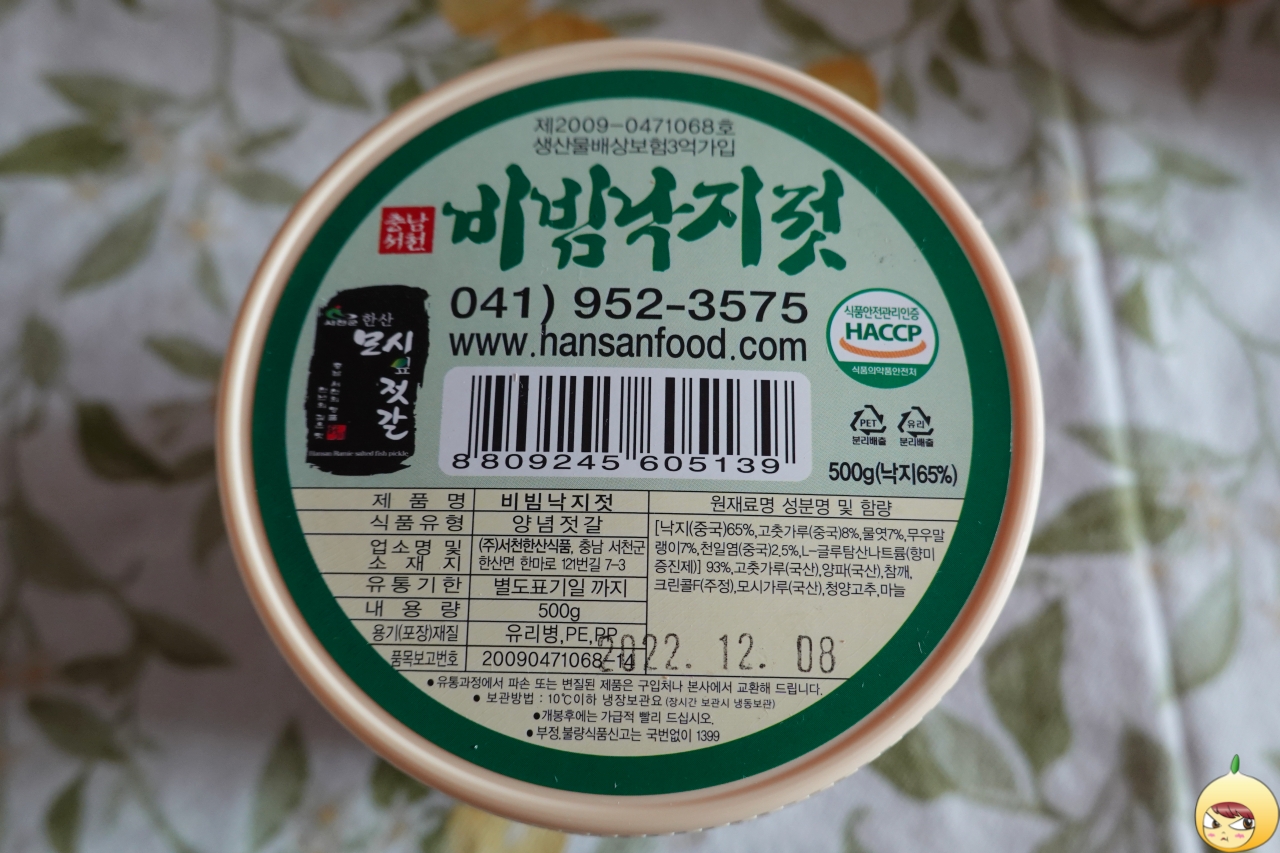 제2009-0471068호
생산물배상보험3억가입
충남
서천
비빔낙지젓
041) 952-3575
www.hansanfood.com
식품안전관리인증
HACCP
식품의약품안전처
서천군 한산
모시
잎
젓갈
Hansan Ramie-salted fish pickle
8 809245 605139
PET 유리
분리배출 분리배출
500g(낙지65%)
제 품 명 비빔낙지젓 원재료명 성분명 및 함량
식품유형 양념젓갈
업소명 및 소 재 지 (주)서천한산식품, 충남 서천군
한산면 한마로 121번길 7-3
유통기한 별도표기일 까지
내 용 량 500g
용기(포장)재질 유리병,PE,PP
품목보고번호 20090471068-14
[낙지(중국)65%,고춧가루(중국)8%,물엿7%,무우말
랭이7%,천일염(중국)2,5%,L-글루탐산나트륨(향미
증진제)] 93%,고춧가루(국산),양파(국산),참깨,
크린콜F(주정),모시가루(국산),청양고추,마늘
2022. 12. 08
●유통과정에서 파손 또는 변질된 제품은 구입처나 본사에서 교환해 드립니다.
● 보관방법 : 10℃이하 냉장보관요 (장시간 보관시 냉동보관)
●개봉후에는 가급적 빨리 드십시오,
● 부정,불량식품신고는 국번없이 1399